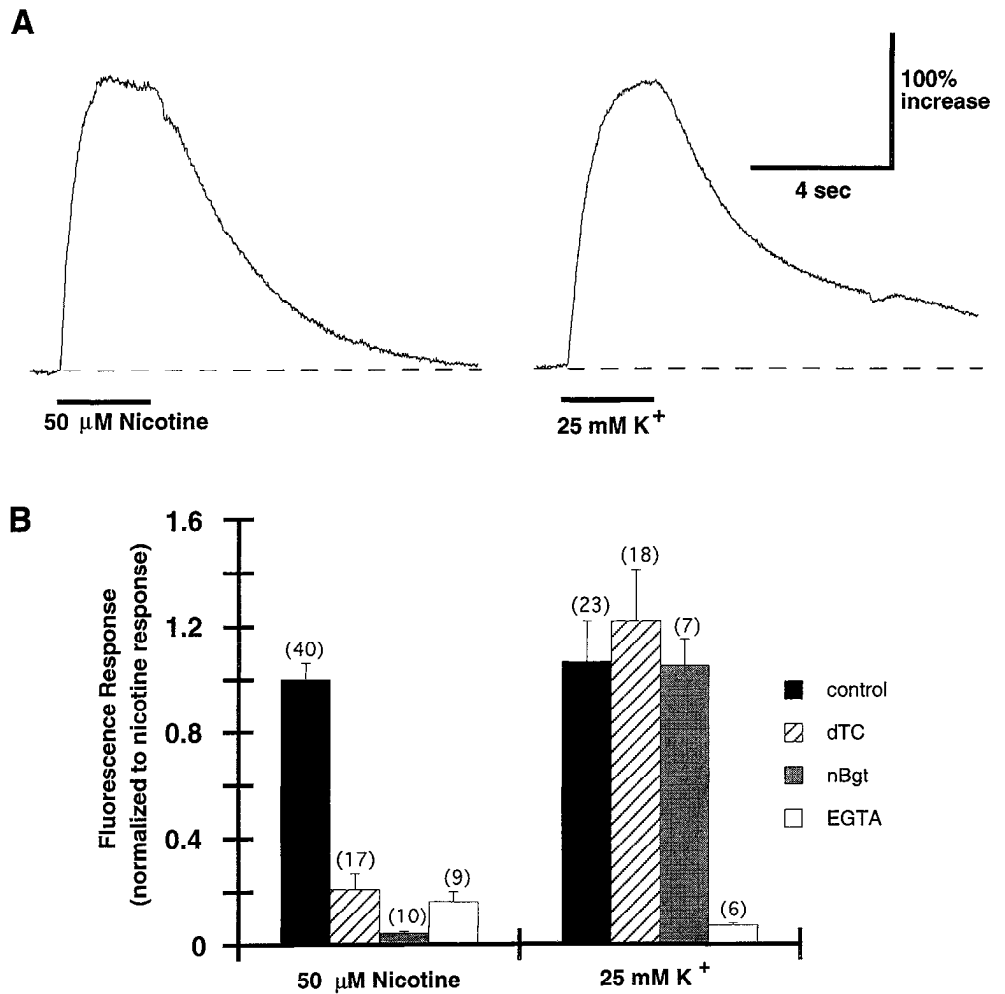 A
100%
increase
4 sec
50 μM Nicotine
25 mM K+
B
Fluorescence Response
(normalized to nicotine response)
1.6
1.2
0.8
0.4
0
(40)
(17)
(10)
(9)
(23)
(18)
(7)
(6)
control
dTC
nBgt
EGTA
50 μM Nicotine
25 mM K+